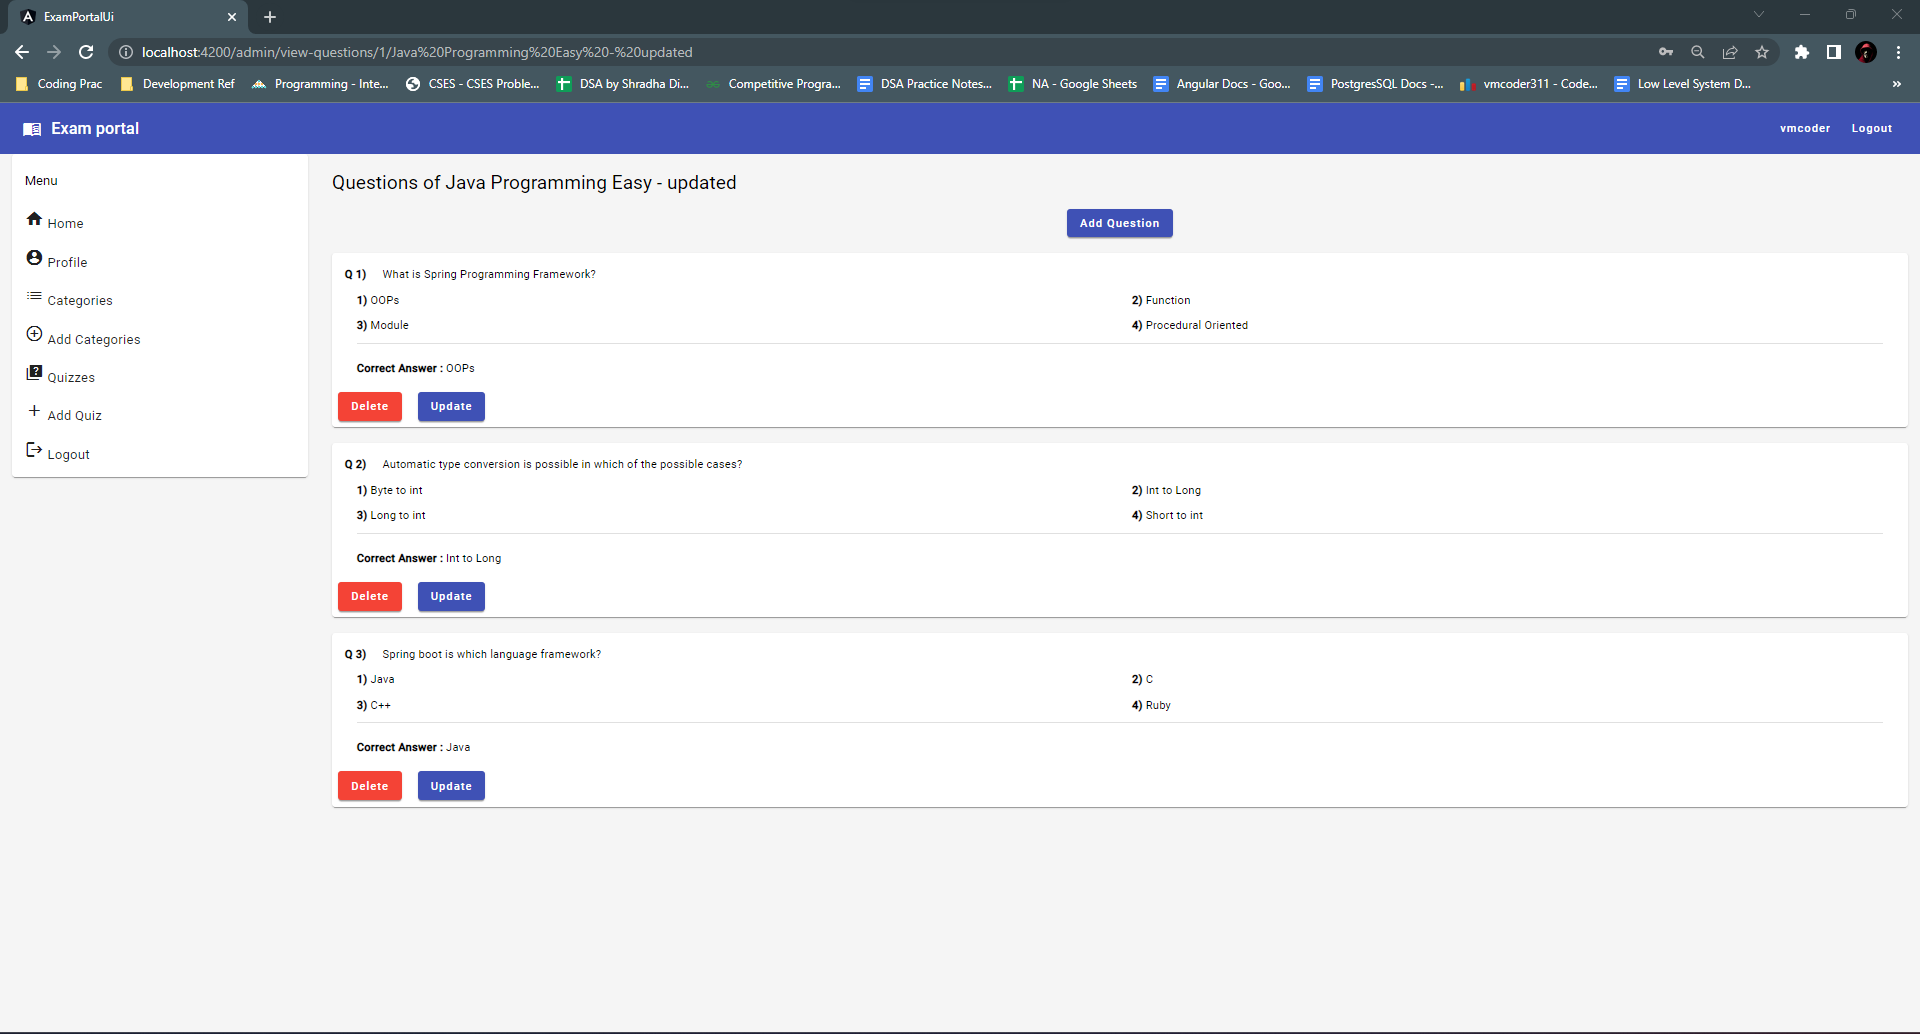 ExamPortalUi
localhost:4200/admin/view-questions/1/Java%20Programming%20Easy%20-%20updated
Coding Prac Development Ref Programming - Inte... CSES - CSES Proble... DSA by Shradha Di... Competitive Progra... DSA Practice Notes... NA - Google Sheets Angular Docs - Goo... PostgresSQL Docs -... vmcoder311 - Code... Low Level System D... »
Exam portal vmcoder Logout
Menu
Home
Profile
Categories
Add Categories
Quizzes
Add Quiz
Logout
Questions of Java Programming Easy - updated
Add Question
Q 1) What is Spring Programming Framework?
1) OOPs 2) Function
3) Module 4) Procedural Oriented
Correct Answer : OOPs
Delete Update
Q 2) Automatic type conversion is possible in which of the possible cases?
1) Byte to int 2) Int to Long
3) Long to int 4) Short to int
Correct Answer : Int to Long
Delete Update
Q 3) Spring boot is which language framework?
1) Java 2) C
3) C++ 4) Ruby
Correct Answer : Java
Delete Update